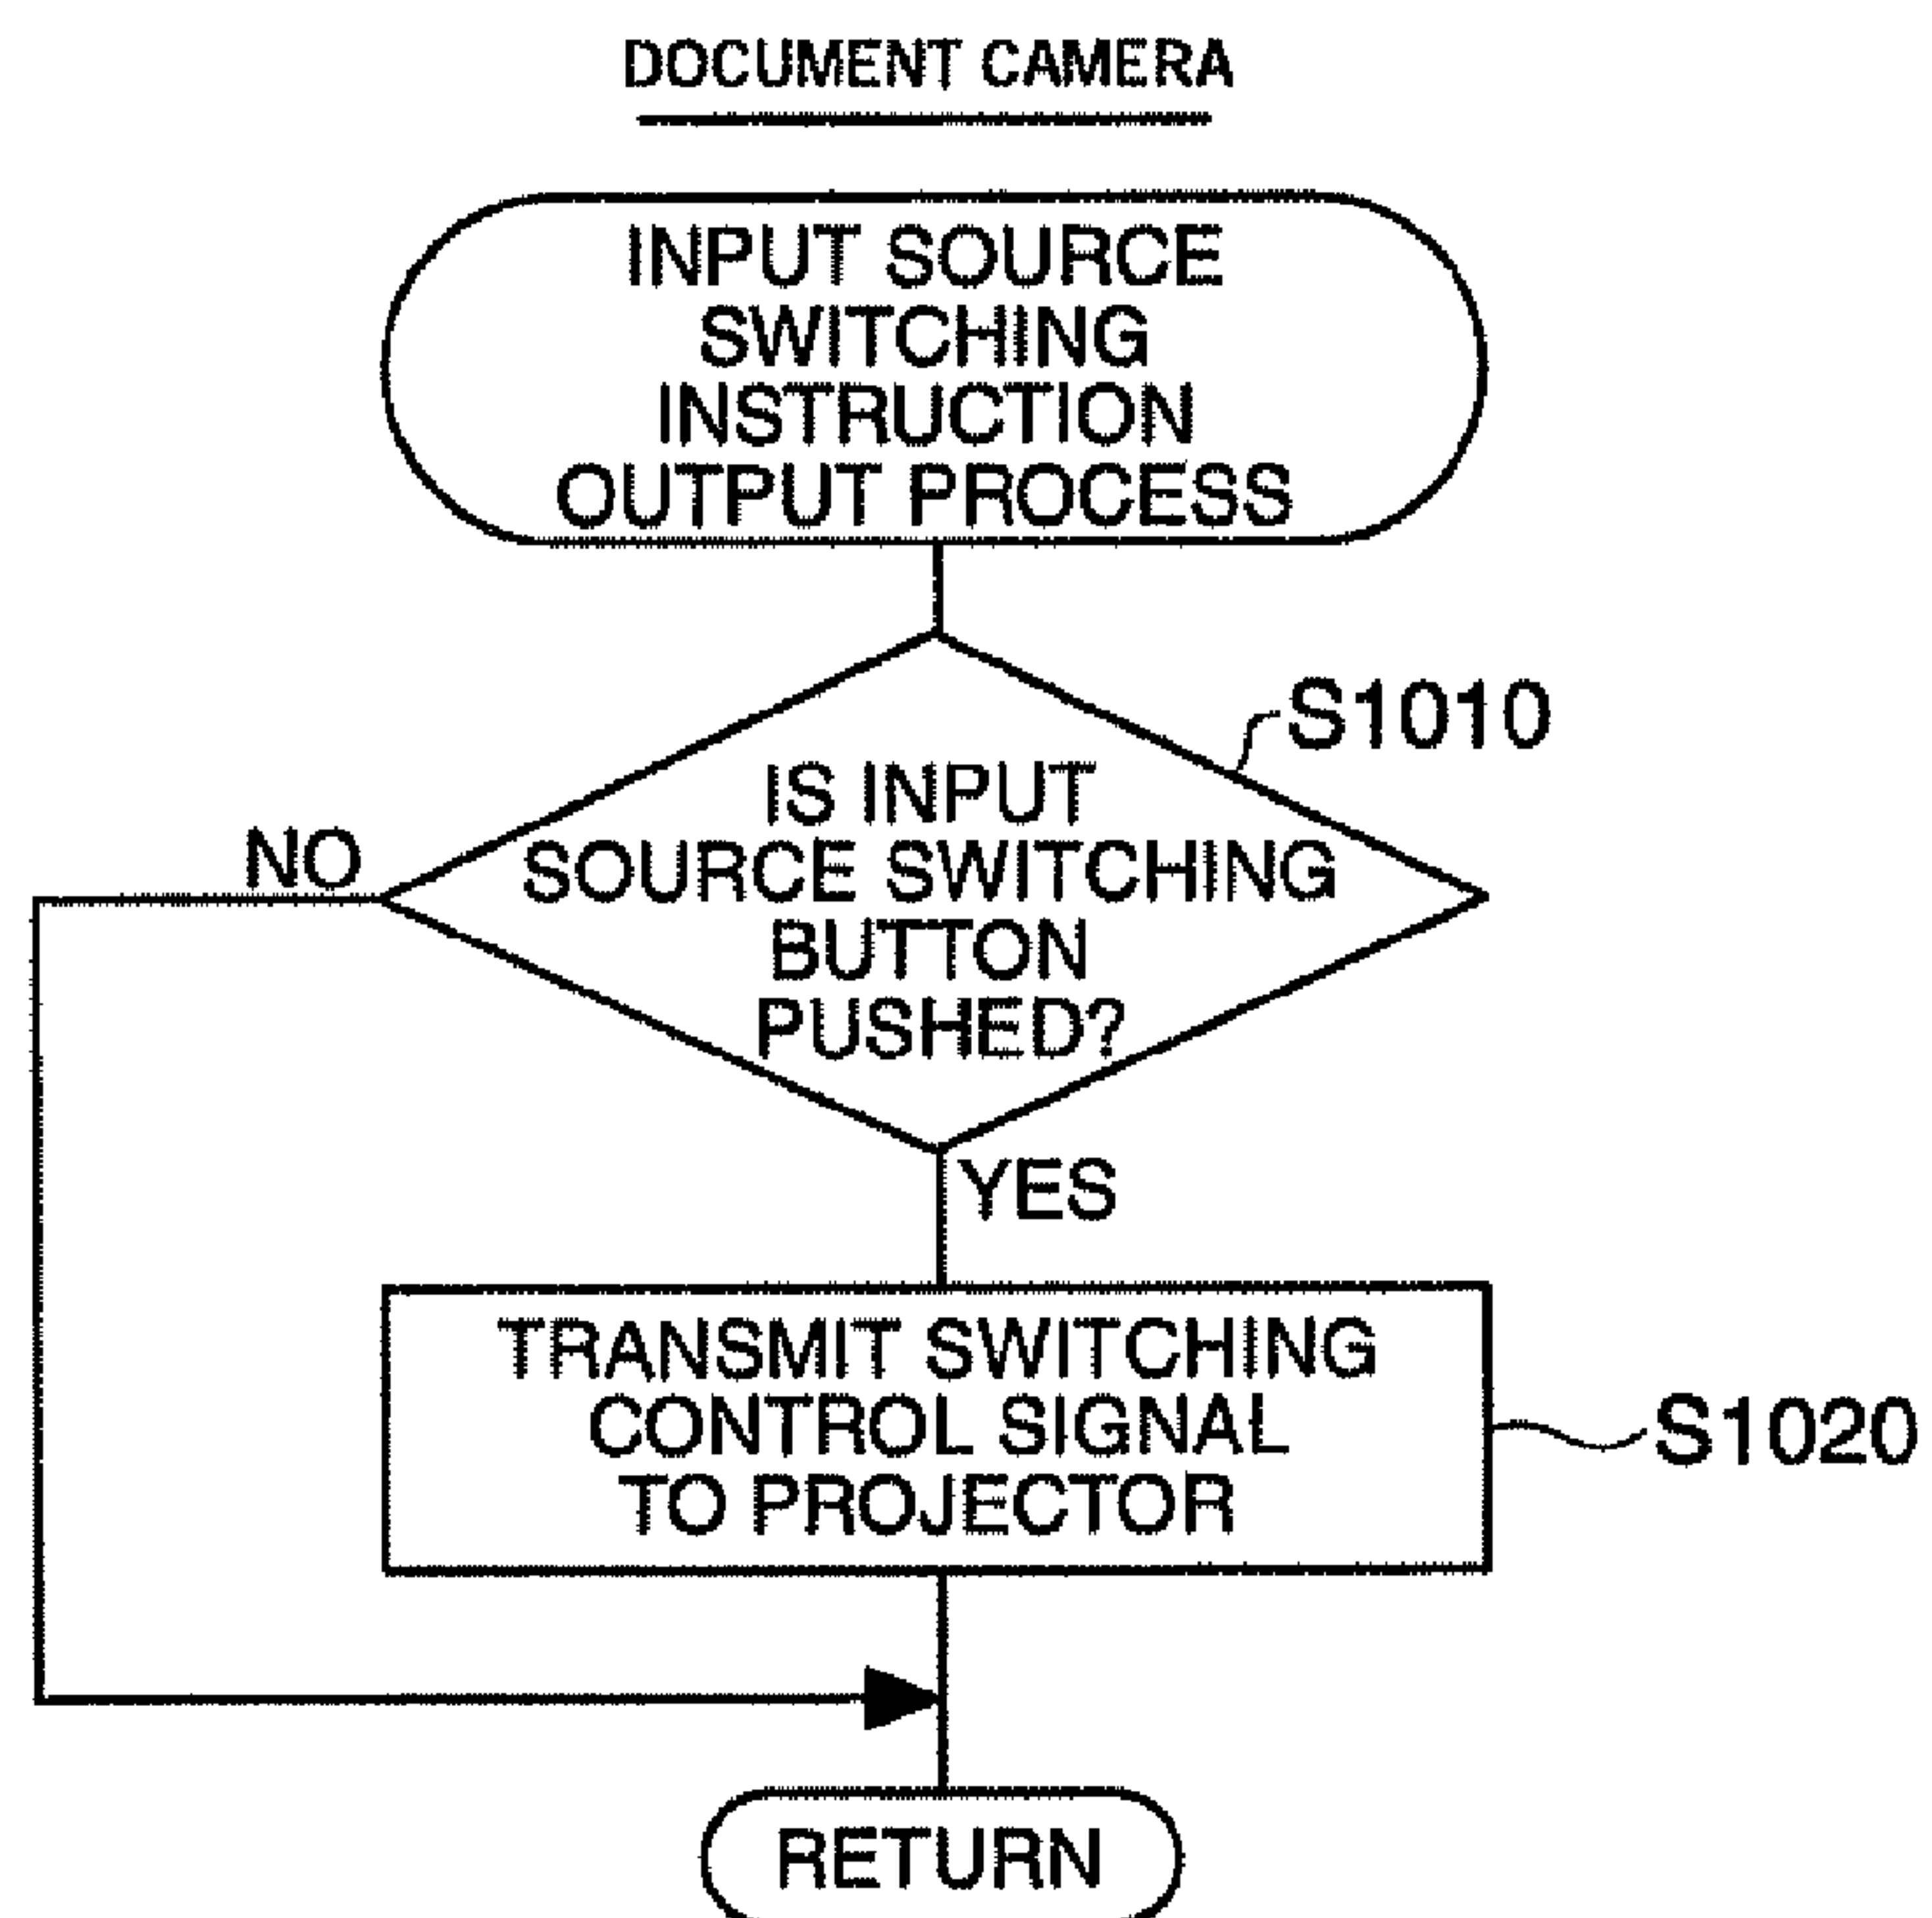 DOCUMENT CAMERA
INPUT SOURCE
SWITCHING
INSTRUCTION
OUTPUT PROCESS
S1010
IS INPUT
SOURCE SWITCHING
BUTTON
PUSHED?
NO
YES
TRANSMIT SWITCHING
CONTROL SIGNAL
TO PROJECTOR
S1020
RETURN